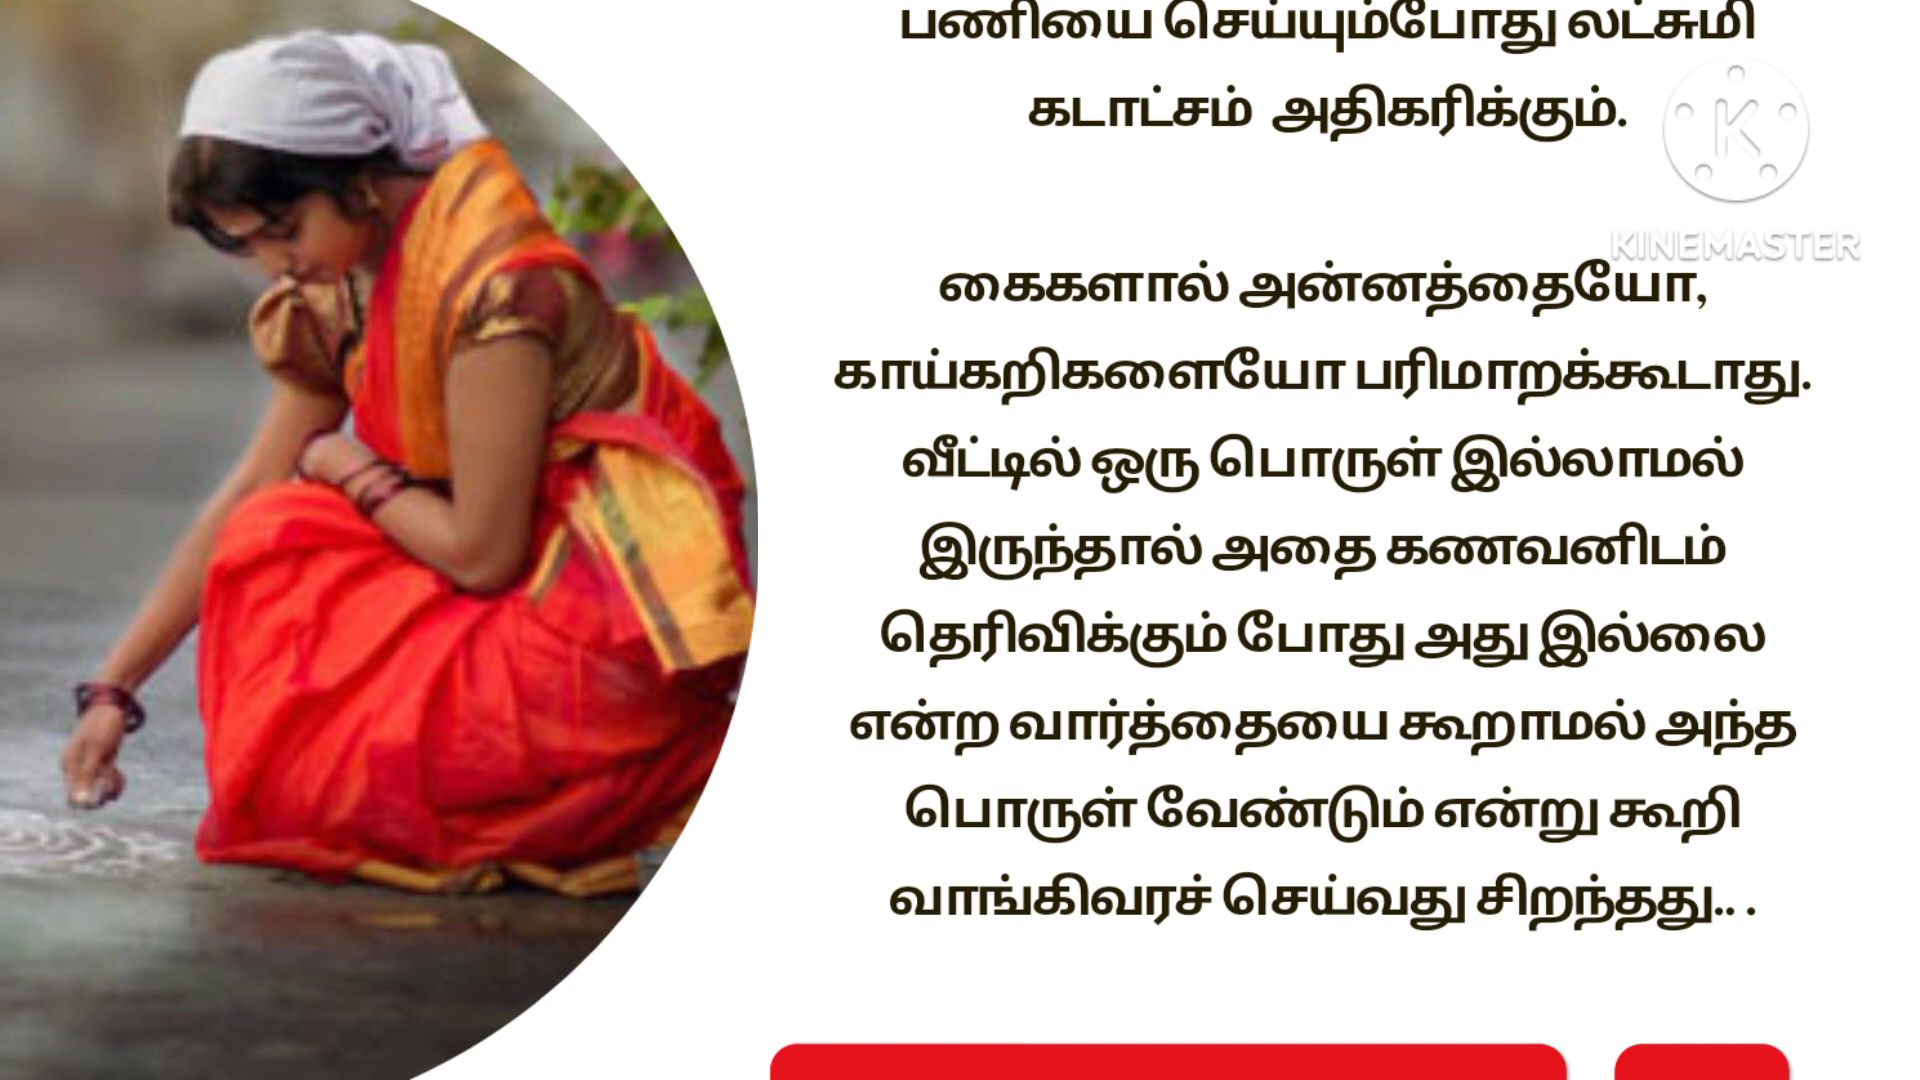 பணியை செய்யும்போது லட்சுமி
கடாட்சம் அதிகரிக்கும்.
K
KINEMASTER
கைகளால் அன்னத்தையோ,
காய்கறிகளையோ பரிமாறக்கூடாது.
வீட்டில் ஒரு பொருள் இல்லாமல்
இருந்தால் அதை கணவனிடம்
தெரிவிக்கும் போது அது இல்லை
என்ற வார்த்தையை கூறாமல் அந்த
பொருள் வேண்டும் என்று கூறி
வாங்கிவரச் செய்வது சிறந்தது.. .